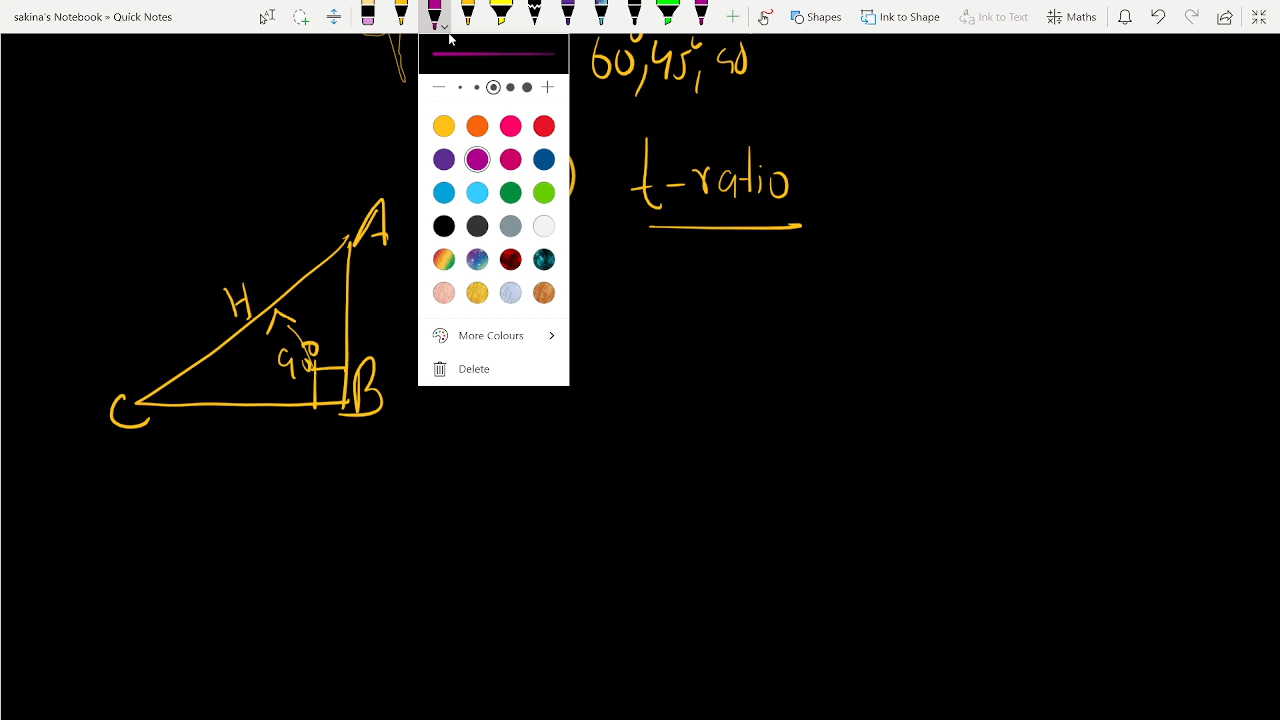 sakina's Notebook » Quick Notes
Shapes
Ink to Shape
Ink to Text
Maths
60°, 45°,
t-ratio
A
H
90°
B
C
More Colours
Delete